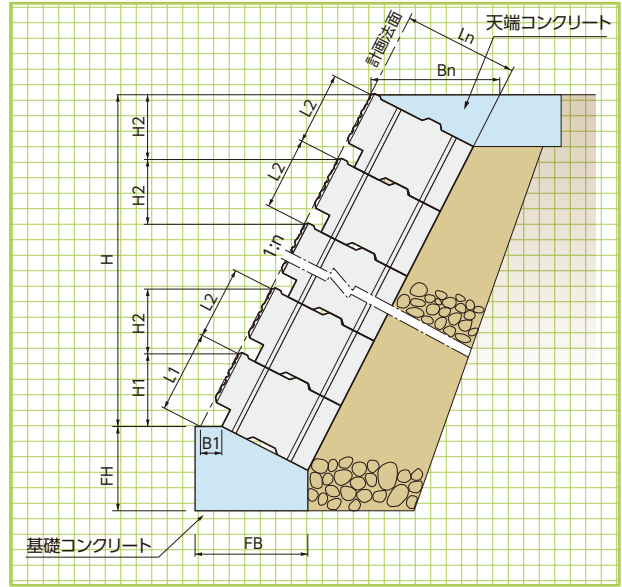 天端コンクリート
計画法面
Ln
Bn
L2
H2
L2
H2
H
1:n
L2
H2
L1
H1
B1
FH
FB
基礎コンクリート